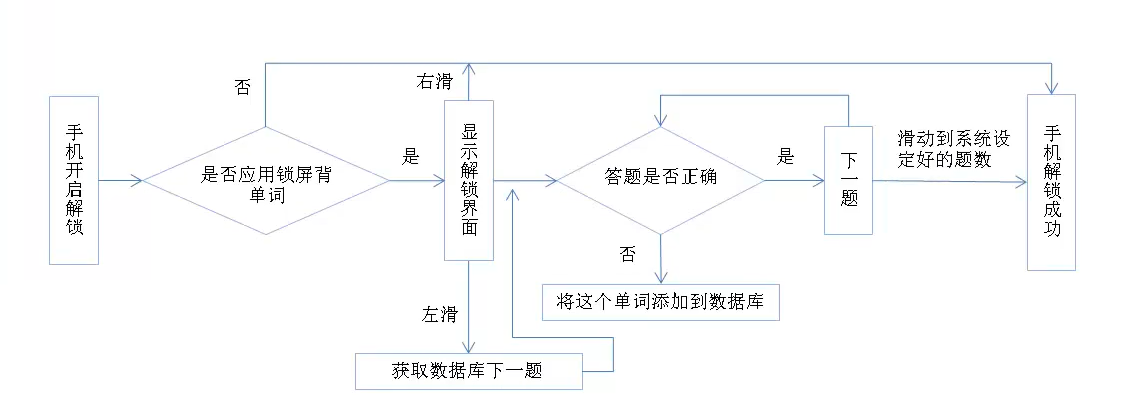 手机开启解锁
否
是否应用锁屏背
单词
是
右滑
显示解锁界面
左滑
获取数据库下一题
答题是否正确
否
将这个单词添加到数据库
是
下一题
滑动到系统设
定好的题数
手机解锁成功